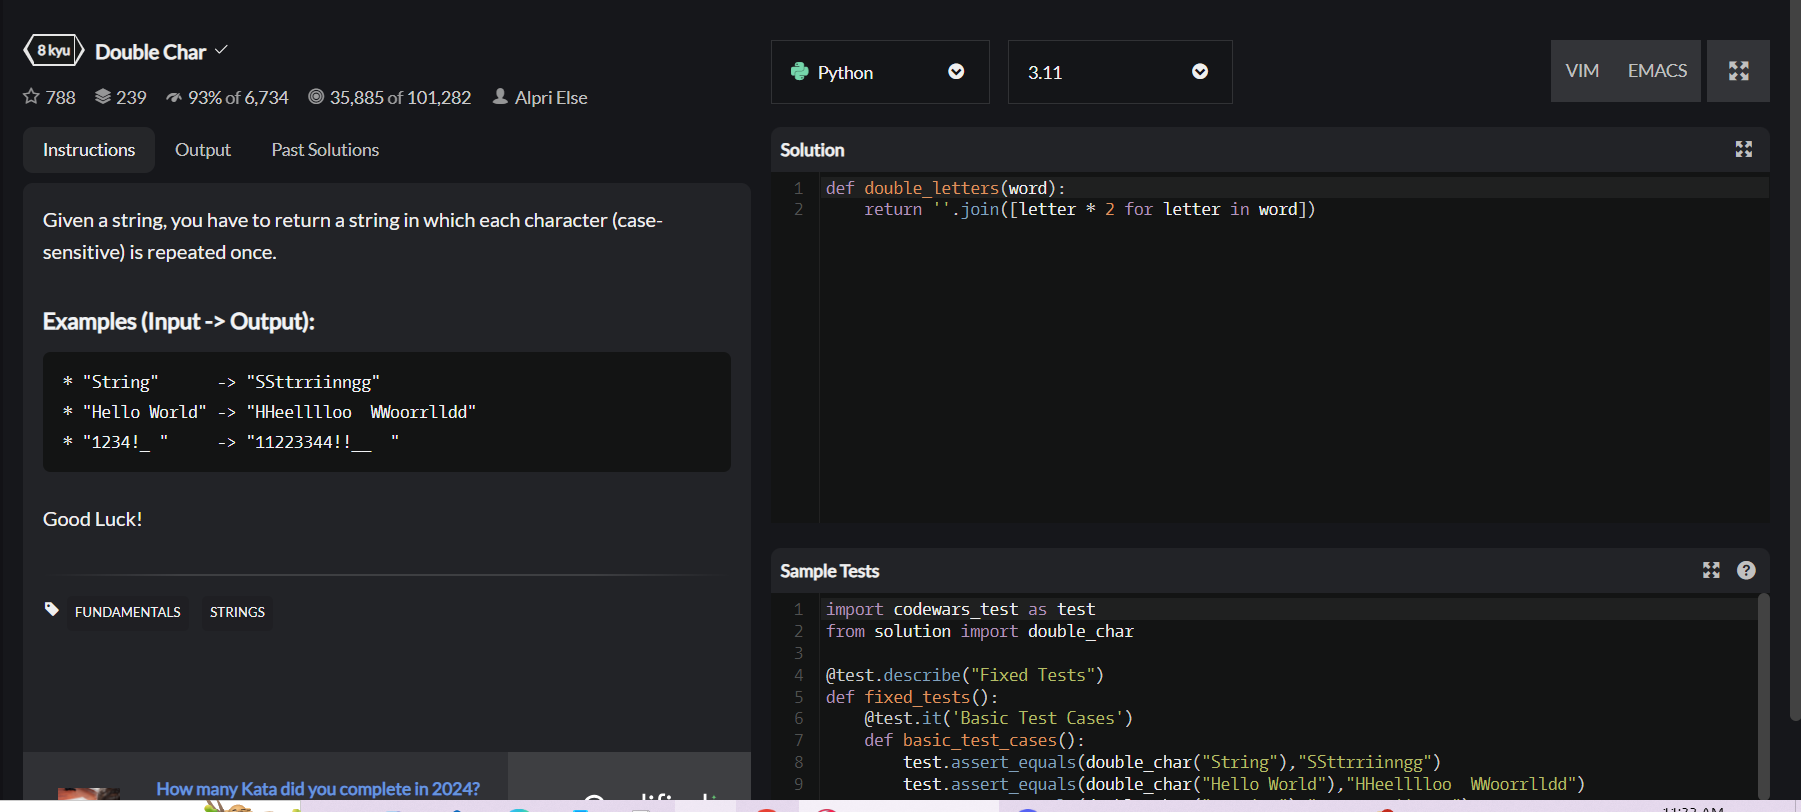 8 kyu Double Char
788 239 93% of 6,734 35,885 of 101,282 Alpri Else
Instructions Output Past Solutions
Given a string, you have to return a string in which each character (case-
sensitive) is repeated once.
Examples (Input -> Output):
* "String"      -> "SSttrriinngg"
* "Hello World" -> "HHeelllloo  WWoorrlldd"
* "1234!_ "     -> "11223344!!__  "
Good Luck!
FUNDAMENTALS STRINGS
How many Kata did you complete in 2024?
Python 3.11 VIM EMACS
Solution
1 def double_letters(word):
2     return ''.join([letter * 2 for letter in word])
Sample Tests
1 import codewars_test as test
2 from solution import double_char
3
4 @test.describe("Fixed Tests")
5 def fixed_tests():
6     @test.it('Basic Test Cases')
7     def basic_test_cases():
8         test.assert_equals(double_char("String"),"SSttrriinngg")
9         test.assert_equals(double_char("Hello World"),"HHeelllloo  WWoorrlldd")